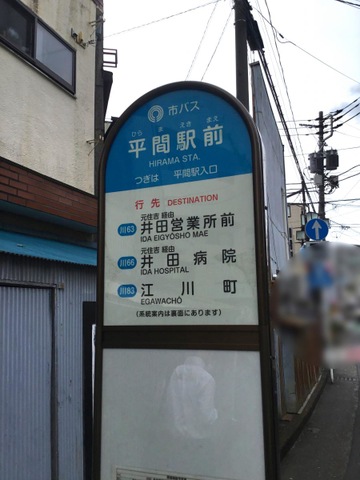 市バス
ひら ま えき まえ
平間駅前
HIRAMA STA.
つぎは 平間駅入口
行先 DESTINATION
元住吉 経由
川63 井田営業所前
IDA EIGYŌSHO MAE
元住吉 経由
川66 井田病院
IDA HOSPITAL
川83 江川町
EGAWACHŌ
(系統案内は裏面にあります)